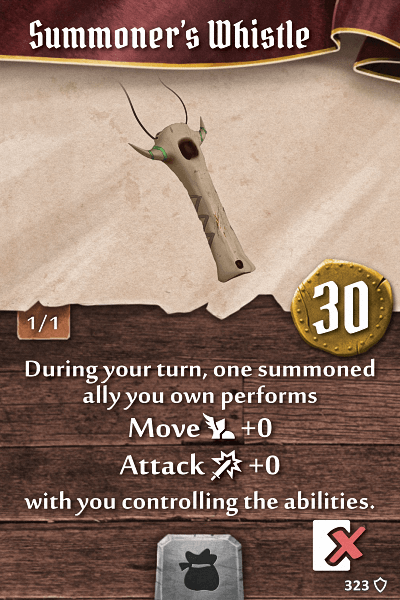 Summoner's Whistle
30
1/1
During your turn, one summoned
ally you own performs
Move +0
Attack +0
with you controlling the abilities.
323